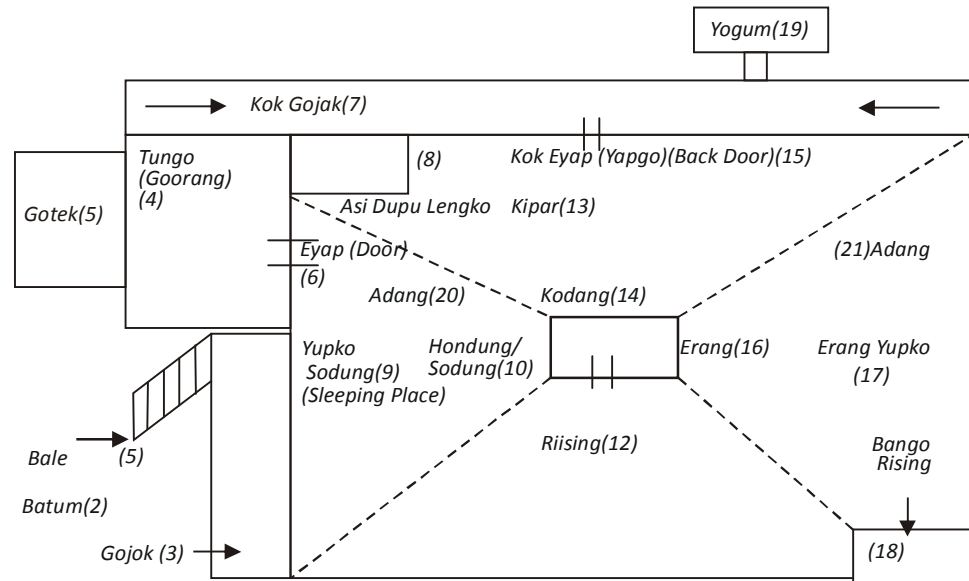 Yogum(19)
Kok Gojak(7)
Tungo
(Goorang)
(4)
(8)
Kok Eyap (Yapgo)(Back Door)(15)
Gotek(5)
Asi Dupu Lengko Kipar(13)
Eyap (Door)
(6)
(21)Adang
Adang(20)
Kodang(14)
Yupko
Sodung(9)
(Sleeping Place)
Hondung/
Sodung(10)
Erang(16)
Erang Yupko
(17)
Riising(12)
Bango
Rising
Bale
(5)
Batum(2)
Gojok (3)
(18)